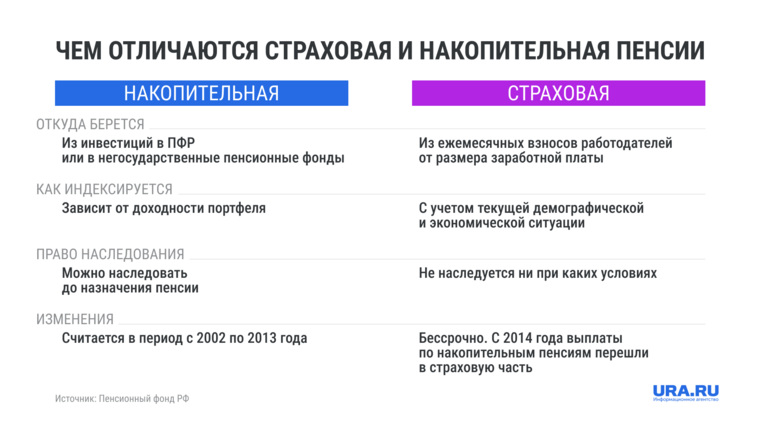 ЧЕМ ОТЛИЧАЮТСЯ СТРАХОВАЯ И НАКОПИТЕЛЬНАЯ ПЕНСИИ
НАКОПИТЕЛЬНАЯ
СТРАХОВАЯ
ОТКУДА БЕРЕТСЯ
Из инвестиций в ПФР
или в негосударственные пенсионные фонды
Из ежемесячных взносов работодателей
от размера заработной платы
КАК ИНДЕКСИРУЕТСЯ
Зависит от доходности портфеля
С учетом текущей демографической
и экономической ситуации
ПРАВО НАСЛЕДОВАНИЯ
Можно наследовать
до назначения пенсии
Не наследуется ни при каких условиях
ИЗМЕНЕНИЯ
Считается в период с 2002 по 2013 года
Бессрочно. С 2014 года выплаты
по накопительным пенсиям перешли
в страховую часть
Источник: Пенсионный фонд РФ
URA.RU
Информационное агентство